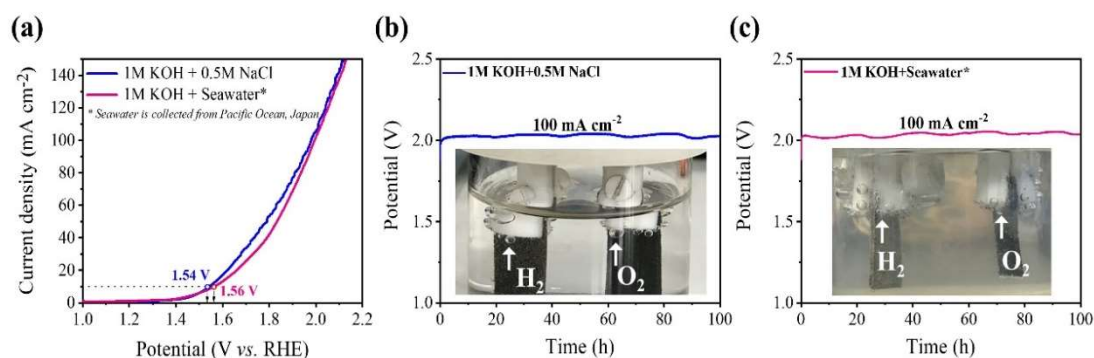 (a)
150
120
100
80
60
40
20
10
0
1.0
1.2
1.4
1.6
1.8
2.0
2.2
Current density (mA cm⁻²)
Potential (V vs. RHE)
1M KOH + 0.5M NaCl
1M KOH + Seawater*
* Seawater is collected from Pacific Ocean, Japan
1.54 V
1.56 V
(b)
2.5
2.0
1.5
1.0
0
20
40
60
80
100
Potential (V)
Time (h)
1M KOH+0.5M NaCl
100 mA cm⁻²
H₂
O₂
(c)
2.5
2.0
1.5
1.0
0
20
40
60
80
100
Potential (V)
Time (h)
1M KOH+Seawater*
100 mA cm⁻²
H₂
O₂